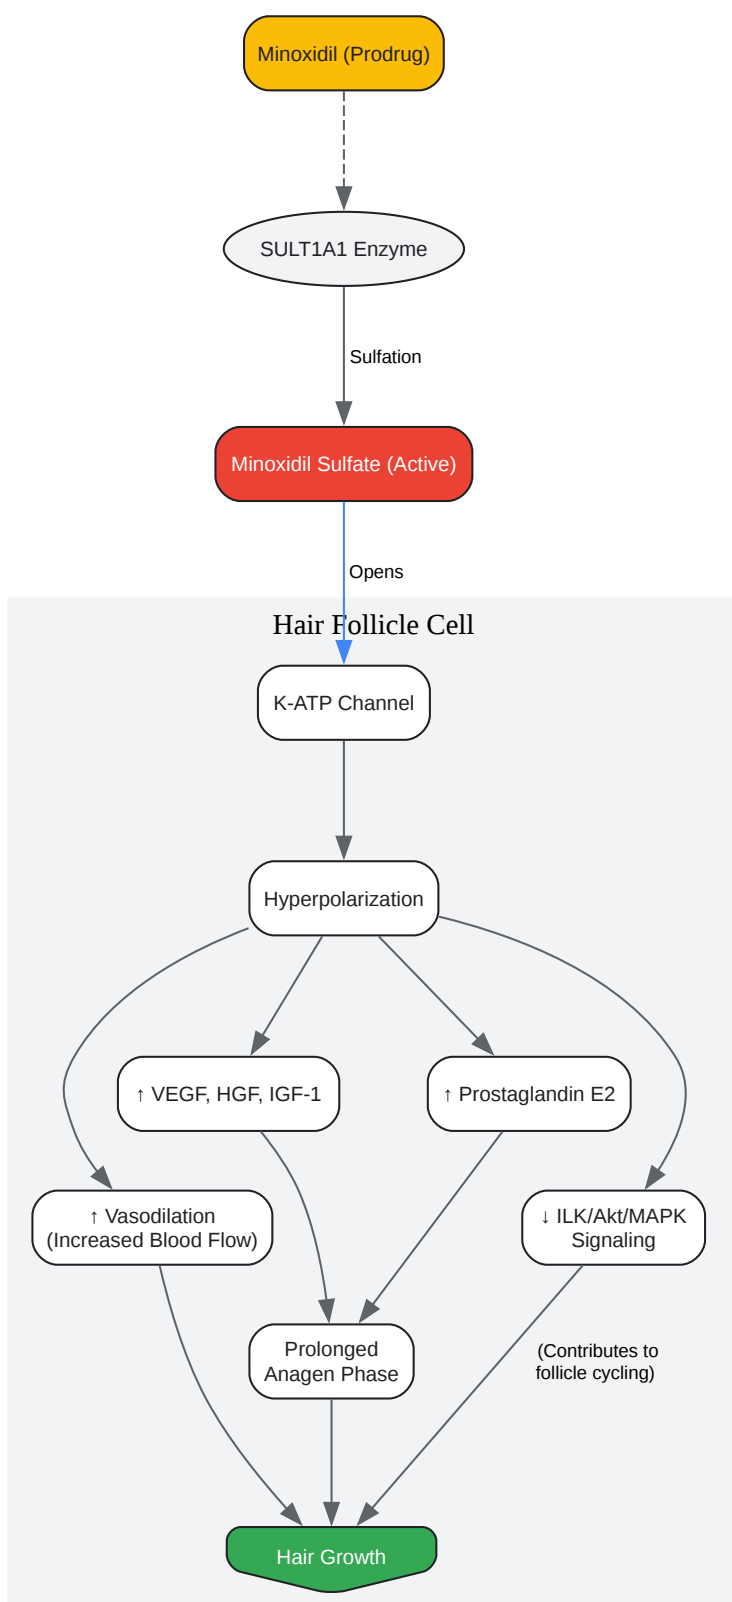 Minoxidil (Prodrug)
SULT1A1 Enzyme
Sulfation
Minoxidil Sulfate (Active)
Opens
Hair Follicle Cell
K-ATP Channel
Hyperpolarization
↑ VEGF, HGF, IGF-1
↑ Prostaglandin E2
↑ Vasodilation
(Increased Blood Flow)
↓ ILK/Akt/MAPK
Signaling
Prolonged
Anagen Phase
(Contributes to
follicle cycling)
Hair Growth